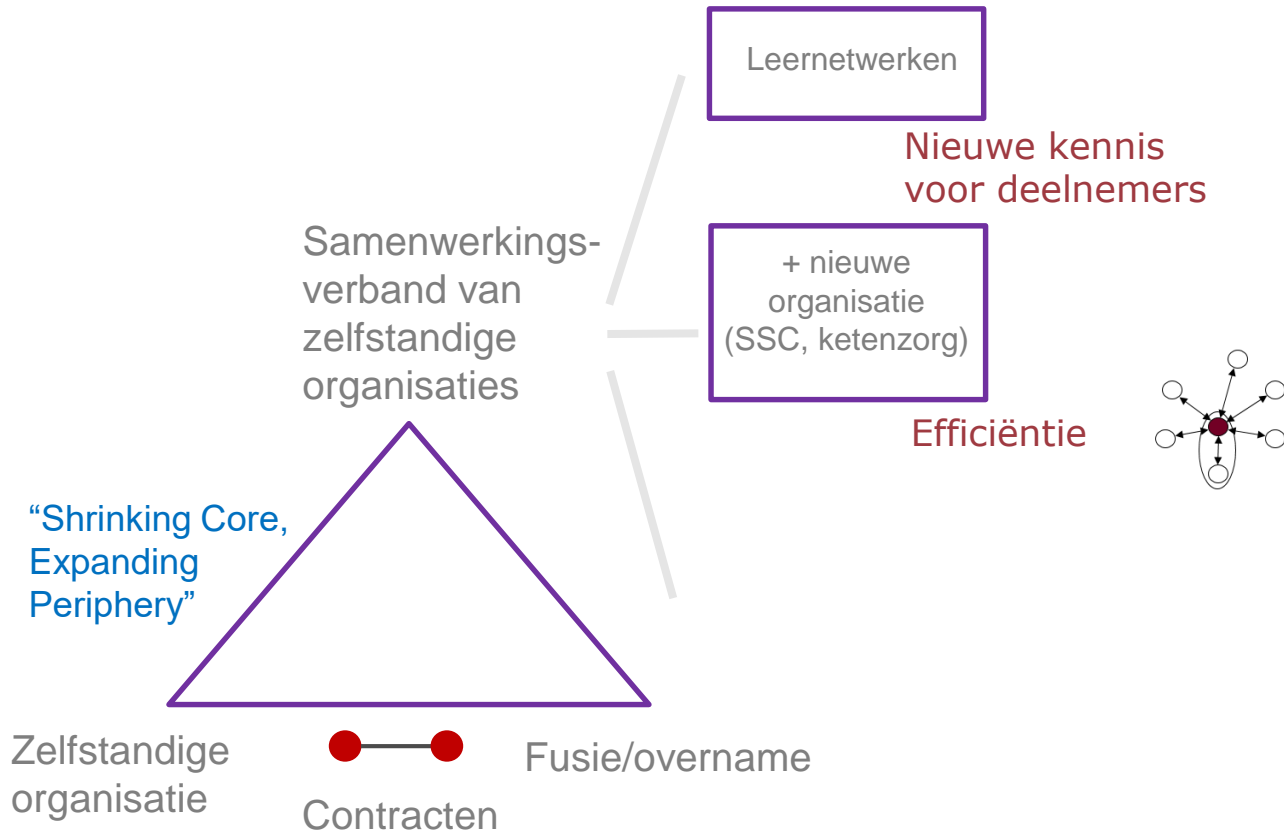 Leernetwerken
Nieuwe kennis
voor deelnemers
Samenwerkings-
verband van
zelfstandige
organisaties
+ nieuwe
organisatie
(SSC, ketenzorg)
Efficiëntie
“Shrinking Core,
Expanding
Periphery”
Zelfstandige
organisatie
Contracten
Fusie/overname